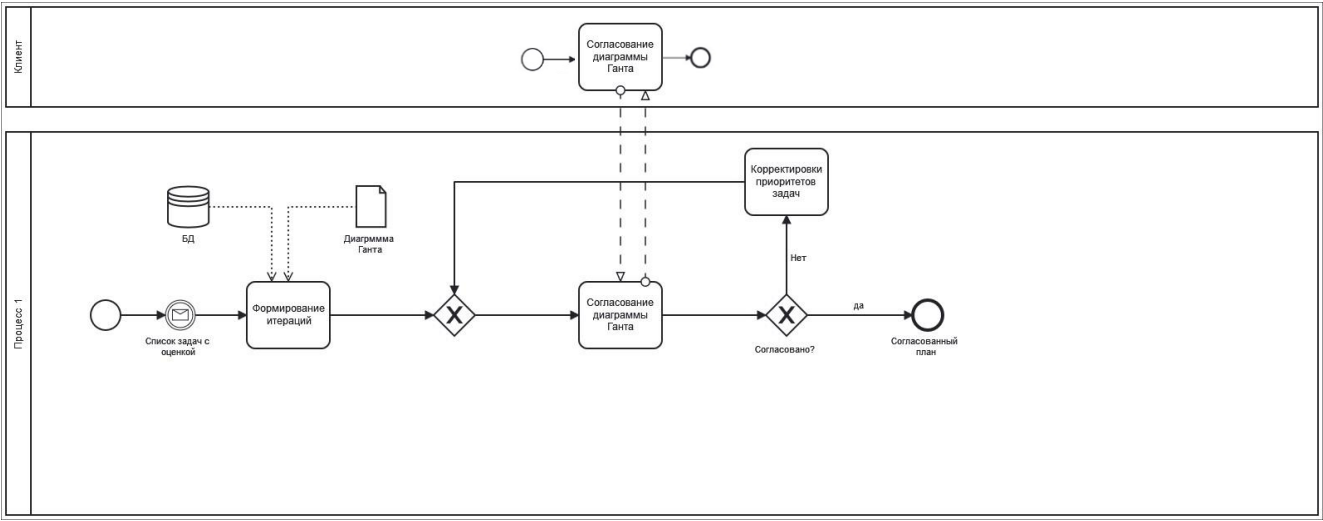 Клиент
Согласование
диаграммы
Ганта
Процесс 1
БД
Диагрммма
Ганта
Корректировки
приоритетов
задач
Нет
Список задач с
оценкой
Формирование
итераций
Согласование
диаграммы
Ганта
Согласовано?
да
Согласованный
план